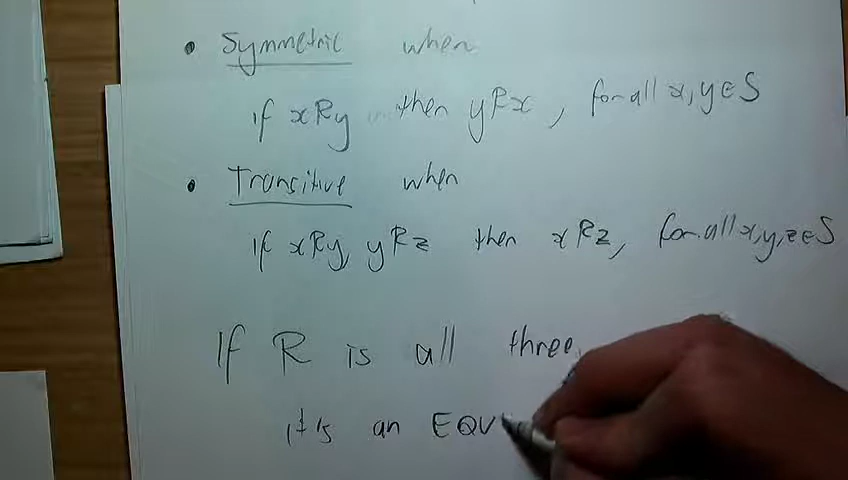 • Symmetric when
if xRy then yRx, for all x,y∈S
• Transitive when
if xRy, yRz then xRz, for all x,y,z∈S
If R is all three,
it's an EQU